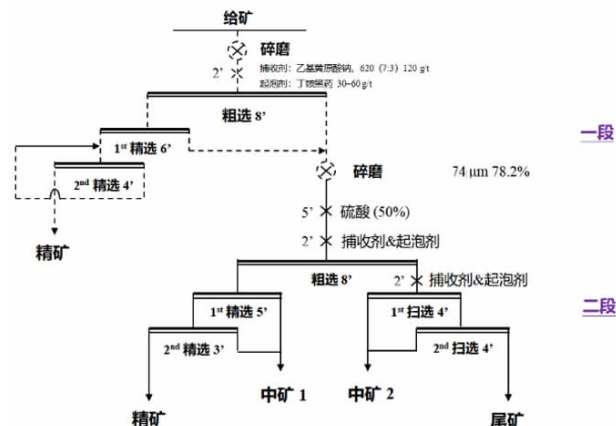 给矿
碎磨
捕收剂：乙基黄原酸钠，620（7:3）120 g/t
2’
起泡剂：丁铵黑药 30-60 g/t
粗选 8’
一段
1st 精选 6’
碎磨
74 μm 78.2%
2nd 精选 4’
5’ 硫酸 (50%)
2’ 捕收剂&起泡剂
精矿
粗选 8’
2’ 捕收剂&起泡剂
1st 精选 5’
1st 扫选 4’
二段
2nd 精选 3’
2nd 扫选 4’
精矿
中矿 1
中矿 2
尾矿